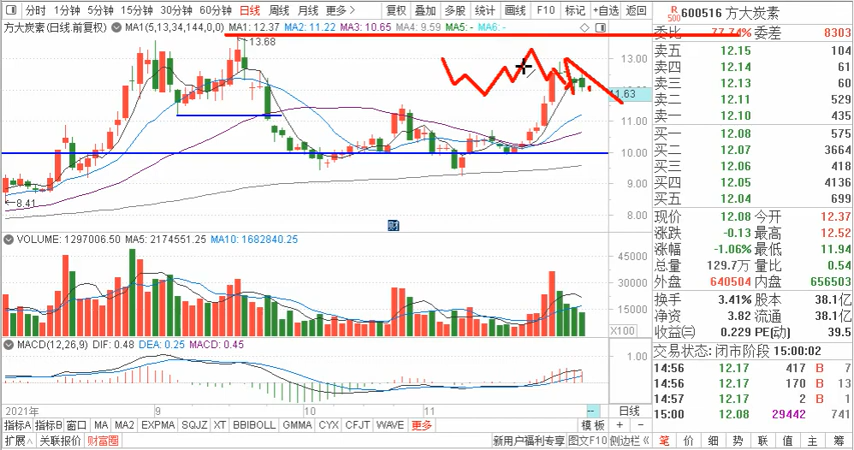 分时 1分钟 5分钟 15分钟 30分钟 60分钟 日线 周线 月线 更多> 复权 叠加 多股 统计 画线 F10 标记 +自选 返回
R 500 600516 方大炭素
方大炭素(日线.前复权) MA1(5,13,34,144,0,0) MA1: 12.37 MA2: 11.22 MA3: 10.65 MA4: 9.59 MA5: - MA6: -
委比 77.74% 委差 8303
13.68
13.00
11.63
11.00
10.00
9.00
8.00
8.41
财
卖五 12.15 104
卖四 12.14 61
卖三 12.13 60
卖二 12.11 529
卖一 12.10 435
买一 12.08 575
买二 12.07 3664
买三 12.06 418
买四 12.05 4136
买五 12.04 699
现价 12.08 今开 12.37
涨跌 -0.13 最高 12.52
涨幅 -1.06% 最低 11.94
总量 129.7万 量比 0.54
外盘 640504 内盘 656503
换手 3.41% 股本 38.1亿
净资 3.82 流通 38.1亿
收益㈢ 0.229 PE(动) 39.5
交易状态: 闭市阶段 15:00:02
14:56 12.17 417 B 7
14:56 12.17 170 B 13
14:57 12.17 2 B 1
15:00 12.08 29442 741
VOLUME: 1297006.50 MA5: 2174551.25 MA10: 1682840.25
45000
30000
15000
X100
MACD(12,26,9) DIF: 0.48 DEA: 0.25 MACD: 0.45
1.00
2021年 9 10 11 日线
指标A 指标B 窗口 MA MA2 EXPMA SQJZ XT BBIBOLL GMMA CYX CFJT WAVE 更多 模板 + -
扩展∧ 关联报价 财富圈 新用户福利专享 图文F10 侧边栏《 笔 价 细 势 联 值 主 筹